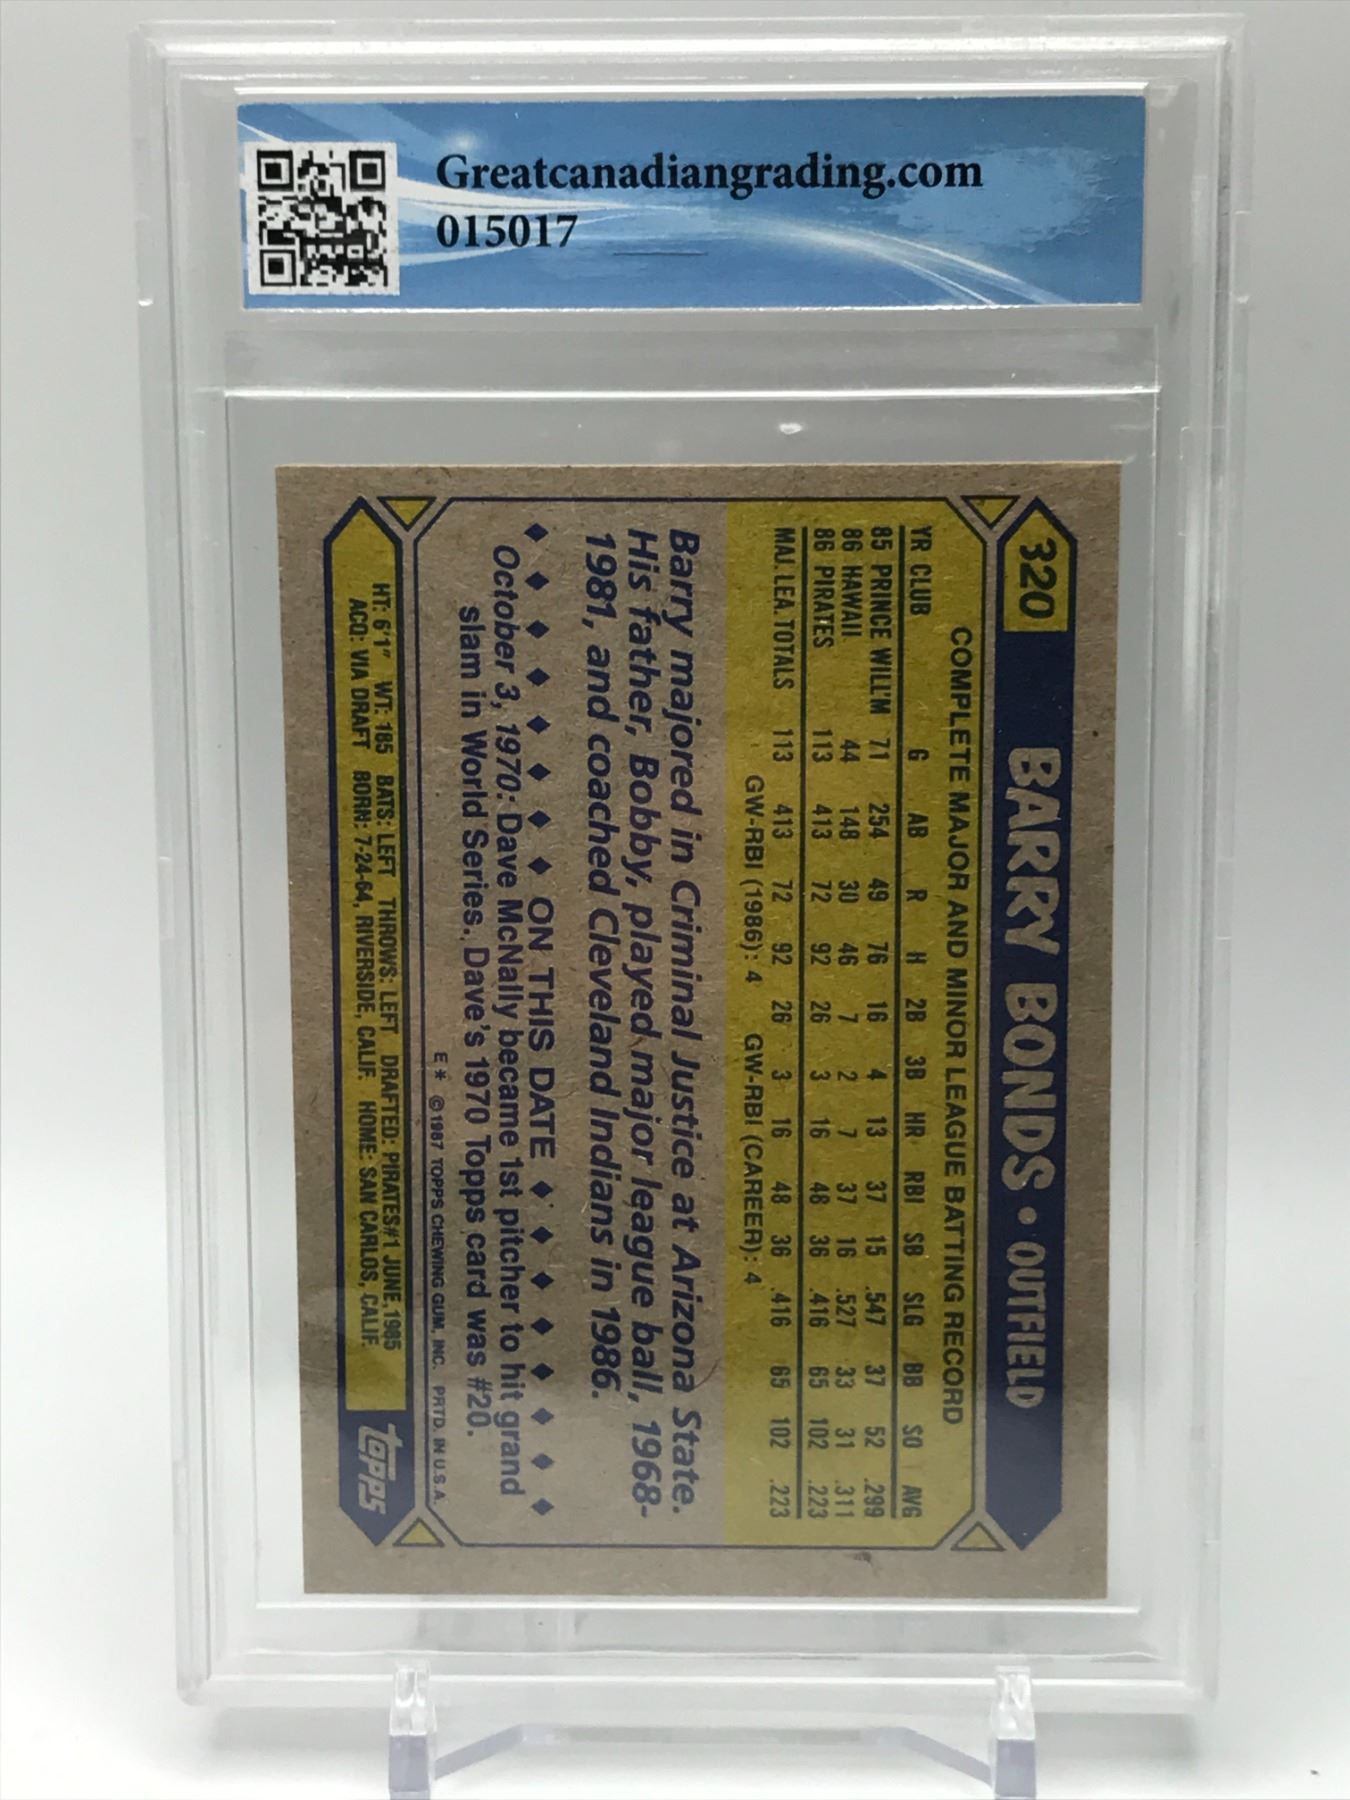 Greatcanadiangrading.com
015017
320 BARRY BONDS • OUTFIELD
COMPLETE MAJOR AND MINOR LEAGUE BATTING RECORD
YR CLUB G AB R H 2B 3B HR RBI SB SLG BB SO AVG
85 PRINCE WILL'M 71 254 49 76 16 4 13 37 15 .547 37 52 .299
86 HAWAII 44 148 30 46 7 2 7 37 16 .527 33 31 .311
86 PIRATES 113 413 72 92 26 3 16 48 36 .416 65 102 .223
MAJ. LEA. TOTALS 113 413 72 92 26 3 16 48 36 .416 65 102 .223
GW-RBI (1986): 4 GW-RBI (CAREER): 4
Barry majored in Criminal Justice at Arizona State.
His father, Bobby, played major league ball, 1968-
1981, and coached Cleveland Indians in 1986.
♦ ♦ ♦ ♦ ♦ ♦ ♦ ♦ ON THIS DATE ♦ ♦ ♦ ♦ ♦ ♦ ♦ ♦
October 3, 1970: Dave McNally became 1st pitcher to hit grand
slam in World Series. Dave's 1970 Topps card was #20.
E * © 1987 TOPPS CHEWING GUM, INC. PRTD. IN U.S.A.
HT: 6'1" WT: 185 BATS: LEFT THROWS: LEFT DRAFTED: PIRATES#1 JUNE, 1985
ACQ: VIA DRAFT BORN: 7-24-64, RIVERSIDE, CALIF. HOME: SAN CARLOS, CALIF.
topps